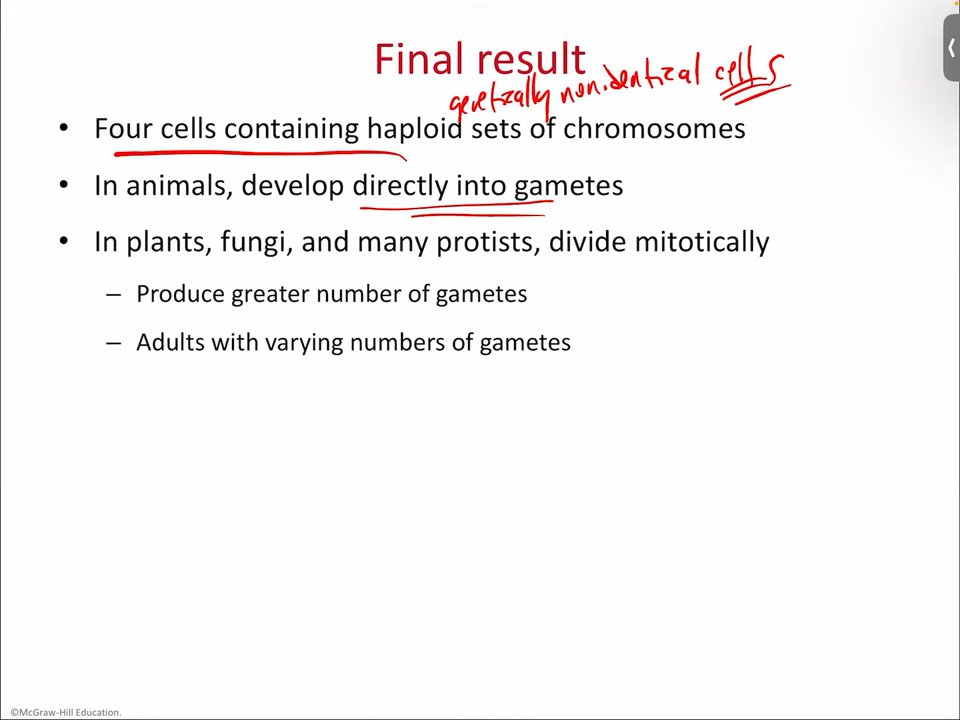 Final result
genetically nonidentical cells
• Four cells containing haploid sets of chromosomes
• In animals, develop directly into gametes
• In plants, fungi, and many protists, divide mitotically
– Produce greater number of gametes
– Adults with varying numbers of gametes
©McGraw-Hill Education.